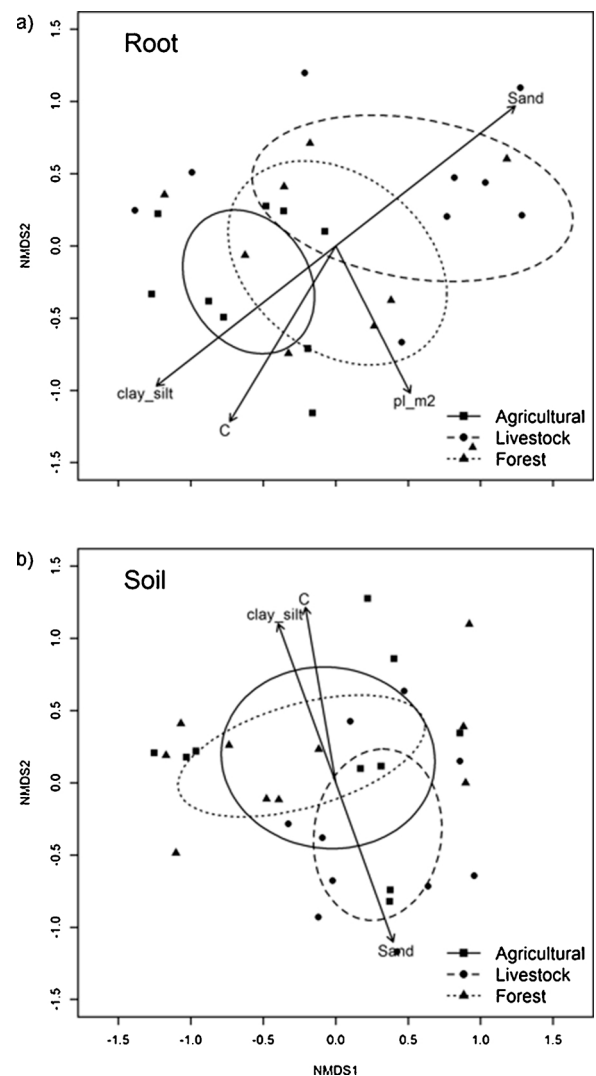 a)
Root
1.5
1.0
0.5
0.0
-0.5
-1.0
-1.5
NMDS2
Sand
clay_silt
C
pl_m2
Agricultural
Livestock
Forest
b)
Soil
1.5
1.0
0.5
0.0
-0.5
-1.0
-1.5
NMDS2
C
clay_silt
Sand
Agricultural
Livestock
Forest
-1.5 -1.0 -0.5 0.0 0.5 1.0 1.5
NMDS1